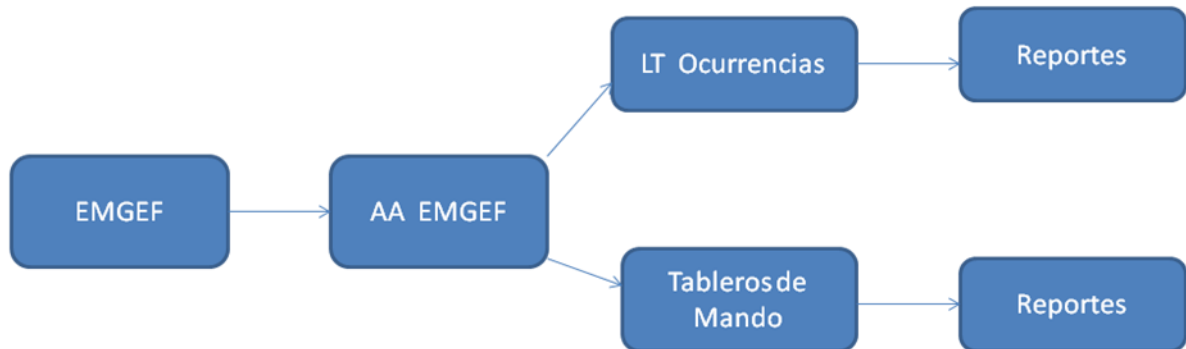 LT Ocurrencias
Reportes
EMGEF
AA EMGEF
Tableros de
Mando
Reportes